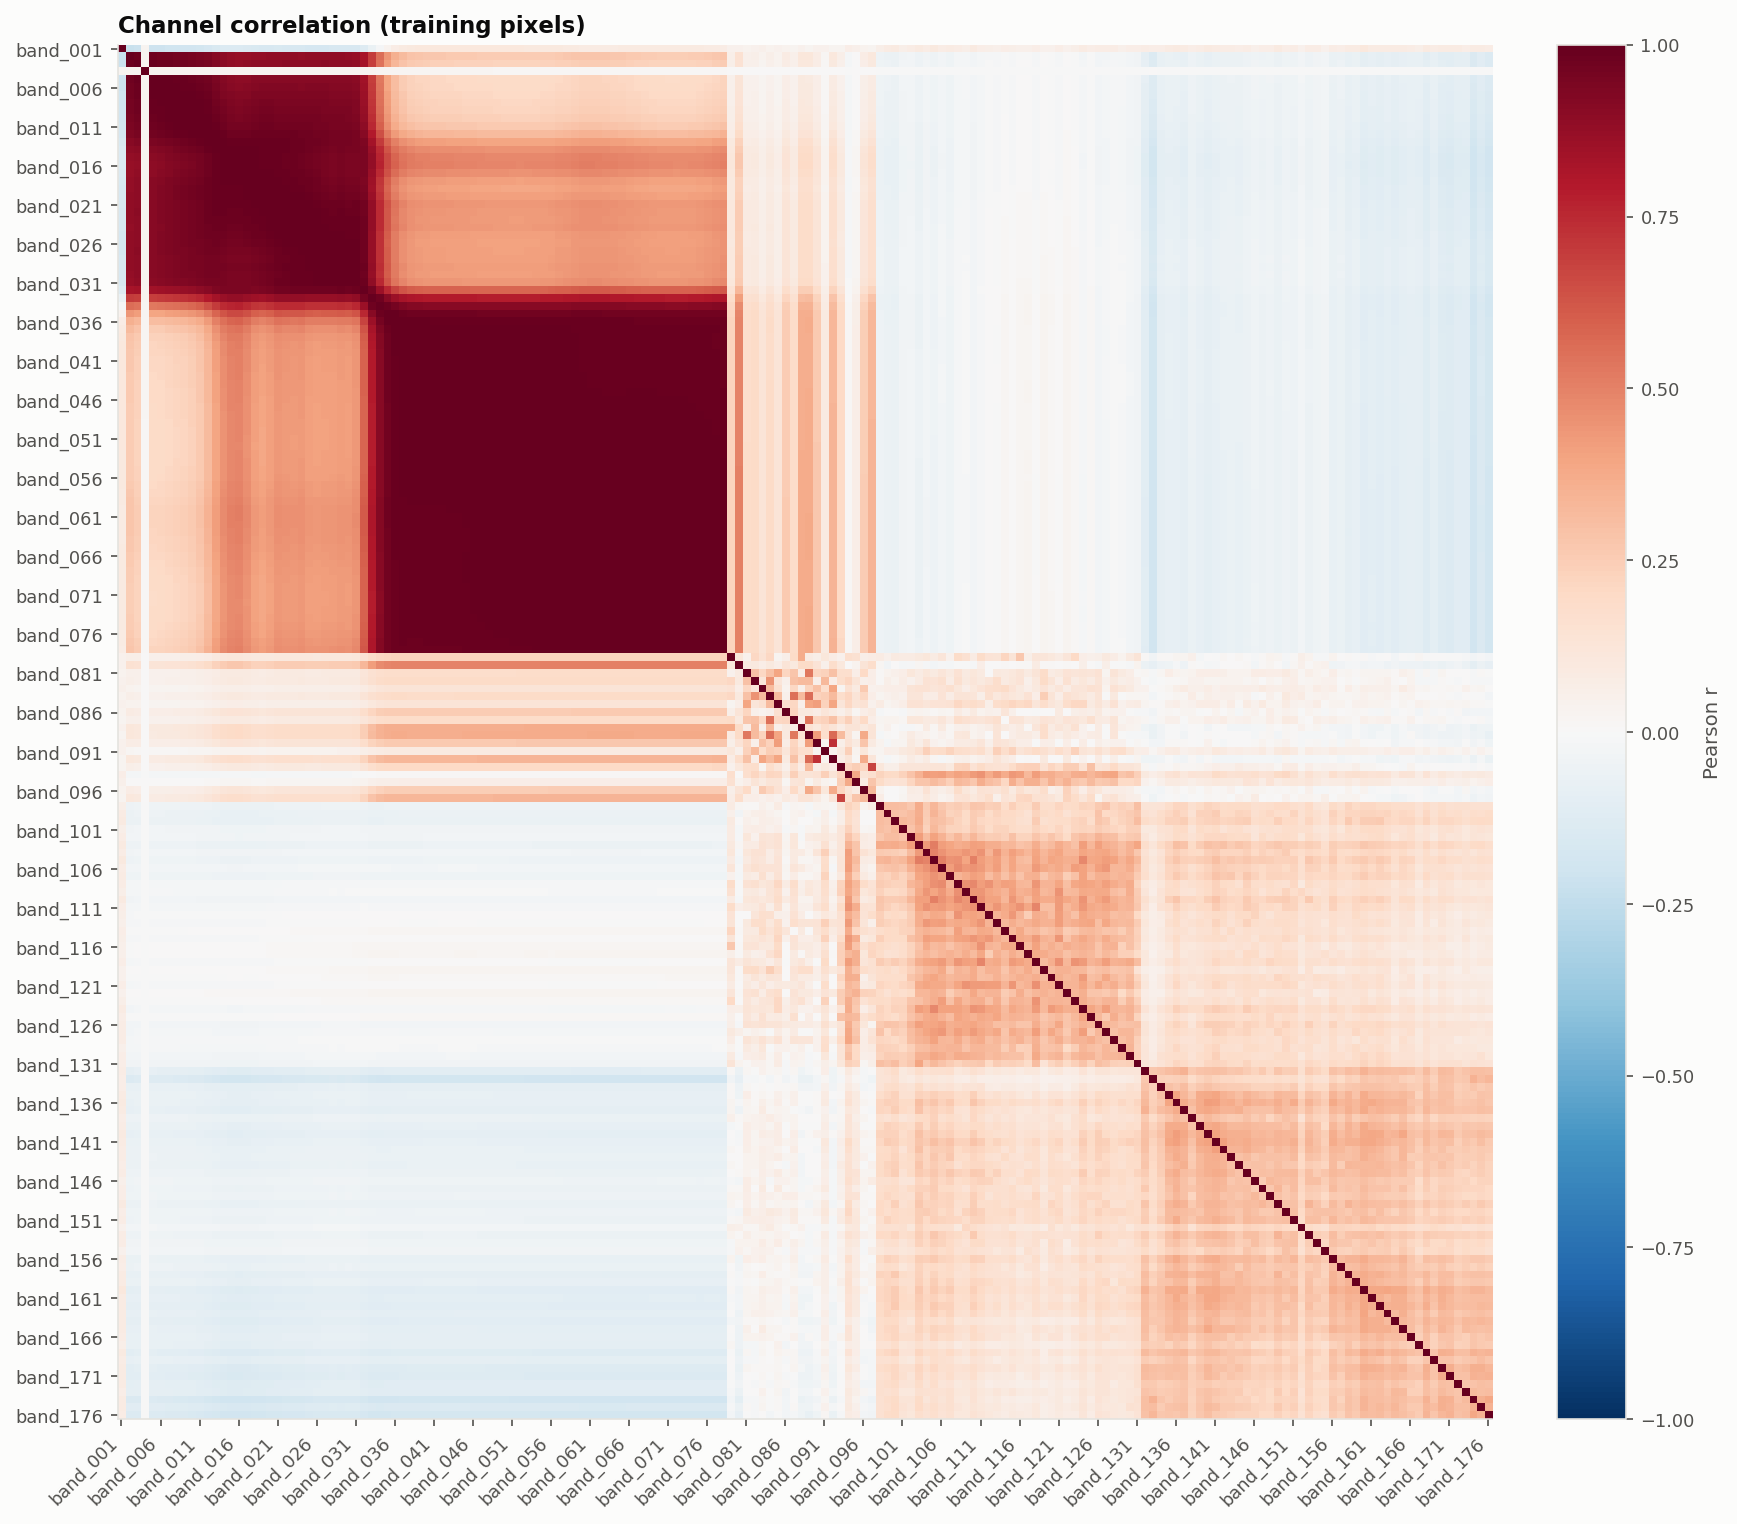 Channel correlation (training pixels)
band_001
band_006
band_011
band_016
band_021
band_026
band_031
band_036
band_041
band_046
band_051
band_056
band_061
band_066
band_071
band_076
band_081
band_086
band_091
band_096
band_101
band_106
band_111
band_116
band_121
band_126
band_131
band_136
band_141
band_146
band_151
band_156
band_161
band_166
band_171
band_176
band_001
band_006
band_011
band_016
band_021
band_026
band_031
band_036
band_041
band_046
band_051
band_056
band_061
band_066
band_071
band_076
band_081
band_086
band_091
band_096
band_101
band_106
band_111
band_116
band_121
band_126
band_131
band_136
band_141
band_146
band_151
band_156
band_161
band_166
band_171
band_176
1.00
0.75
0.50
0.25
0.00
−0.25
−0.50
−0.75
−1.00
Pearson r